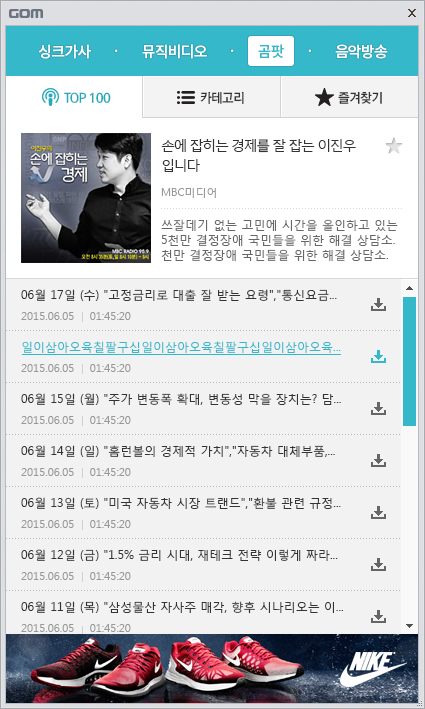 GOM
싱크가사 · 뮤직비디오 · 곰팟 · 음악방송
TOP 100 카테고리 즐겨찾기
이진우의
손에 잡히는
경제
MBC RADIO 95.9
손에 잡히는 경제를 잘 잡는 이진우
입니다
MBC미디어
쓰잘데기 없는 고민에 시간을 올인하고 있는
5천만 결정장애 국민들을 위한 해결 상담소.
천만 결정장애 국민들을 위한 해결 상담소.
06월 17일 (수) "고정금리로 대출 잘 받는 요령","통신요금...
2015.06.05 | 01:45:20
일이삼아오육칠팔구십일이삼아오육칠팔구십일이삼아오육...
2015.06.05 | 01:45:20
06월 15일 (월) "주가 변동폭 확대, 변동성 막을 장치는? 담...
2015.06.05 | 01:45:20
06월 14일 (일) "홈런볼의 경제적 가치","자동차 대체부품,...
2015.06.05 | 01:45:20
06월 13일 (토) "미국 자동차 시장 트랜드","환불 관련 규정...
2015.06.05 | 01:45:20
06월 12일 (금) "1.5% 금리 시대, 재테크 전략 이렇게 짜라...
2015.06.05 | 01:45:20
06월 11일 (목) "삼성물산 자사주 매각, 향후 시나리오는 이...
2015.06.05 | 01:45:20
NIKE